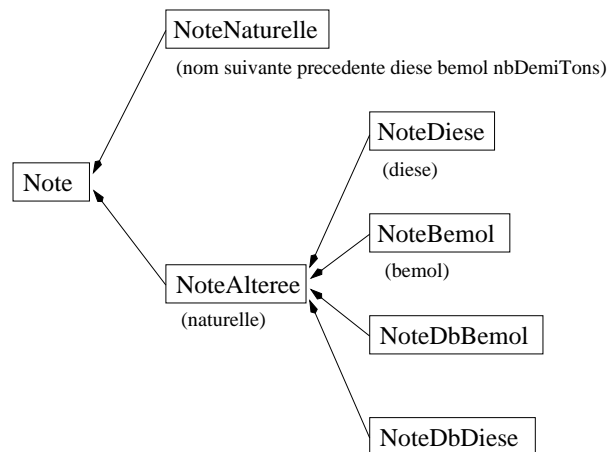 NoteNaturelle
(nom suivante precedente diese bemol nbDemiTons)
NoteDiese
(diese)
Note
NoteBemol
(bemol)
NoteAlteree
(naturelle)
NoteDbBemol
NoteDbDiese